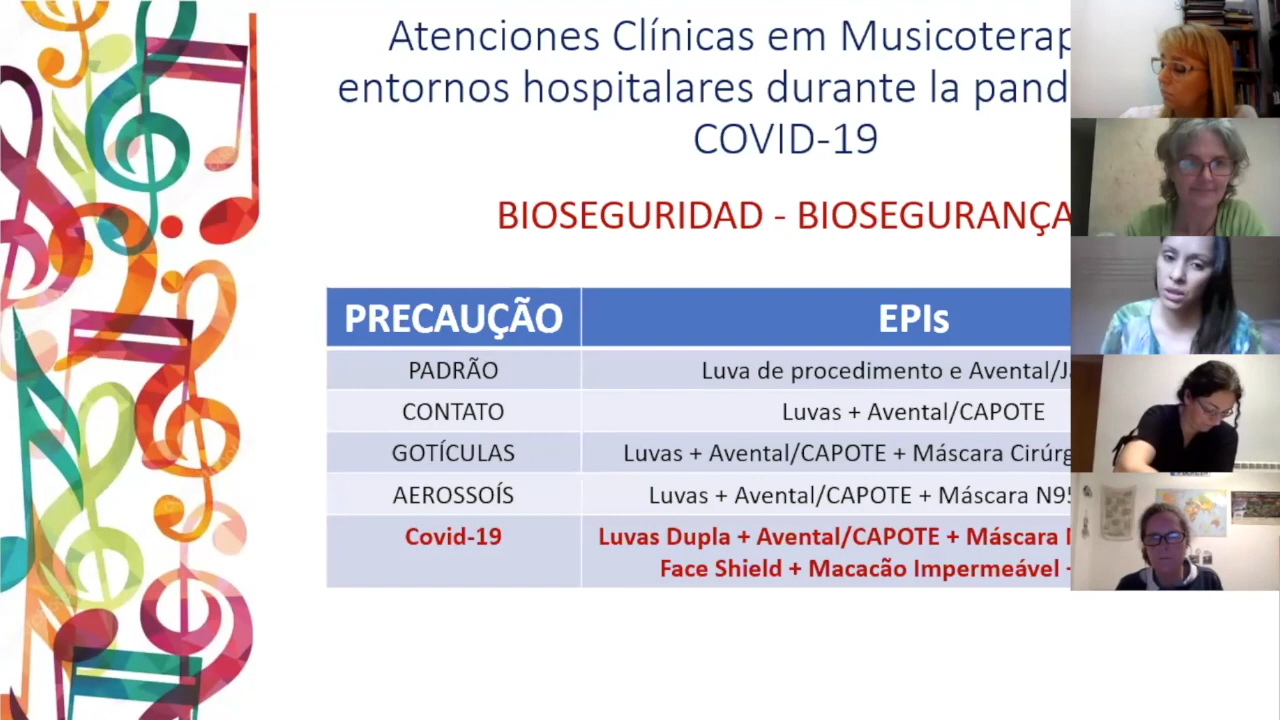 Atenciones Clínicas em Musicoterap
entornos hospitalares durante la pand
COVID-19
BIOSEGURIDAD - BIOSEGURANÇA
PRECAUÇÃO EPIs
PADRÃO Luva de procedimento e Avental/J
CONTATO Luvas + Avental/CAPOTE
GOTÍCULAS Luvas + Avental/CAPOTE + Máscara Cirúrg
AEROSSOÍS Luvas + Avental/CAPOTE + Máscara N95
Covid-19 Luvas Dupla + Avental/CAPOTE + Máscara
Face Shield + Macacão Impermeável